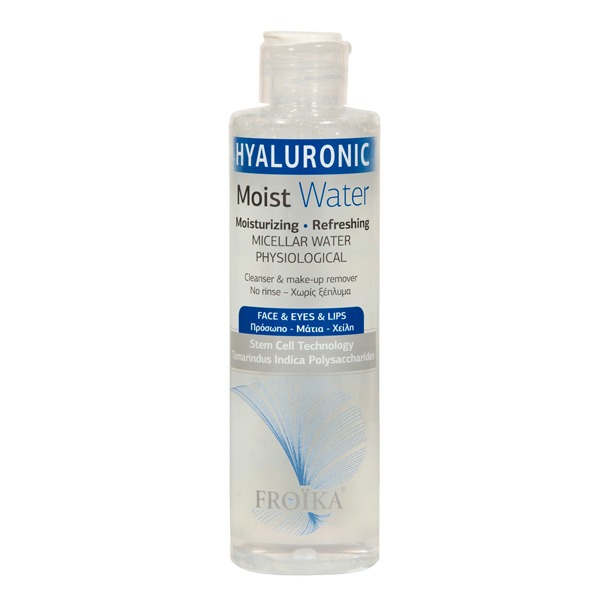 HYALURONIC
Moist Water
Moisturizing • Refreshing
MICELLAR WATER
PHYSIOLOGICAL
Cleanser & make-up remover
No rinse – Χωρίς ξέπλυμα
FACE & EYES & LIPS
Πρόσωπο - Μάτια - Χείλη
Stem Cell Technology
Tamarindus Indica Polysaccharides
FROÏKA®